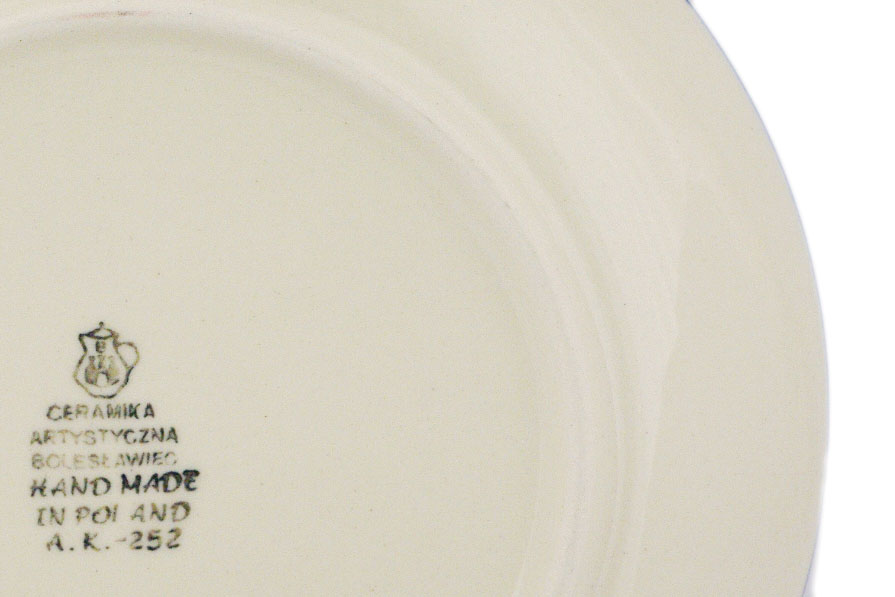 CERAMIKA
ARTYSTYCZNA
BOLESŁAWIEC
HAND MADE
IN POLAND
A.K.-252